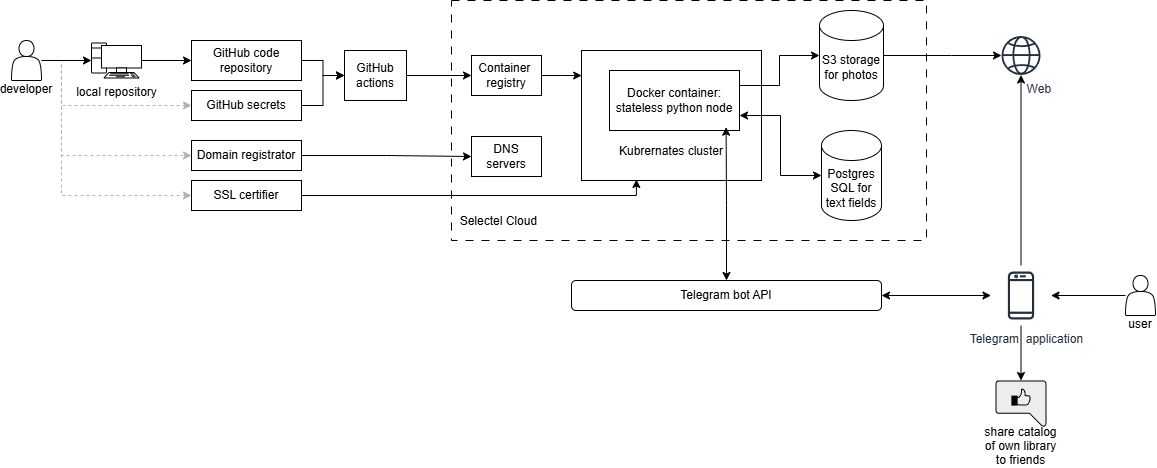 developer
local repository
GitHub code
repository
GitHub secrets
Domain registrator
SSL certifier
GitHub
actions
Container
registry
DNS
servers
Selectel Cloud
Docker container:
stateless python node
Kubrernates cluster
S3 storage
for photos
Postgres
SQL for
text fields
Web
Telegram bot API
Telegram application
user
share catalog
of own library
to friends